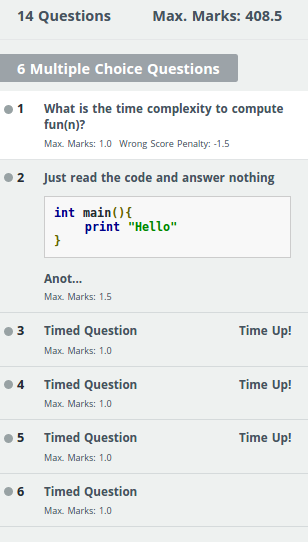 14 Questions Max. Marks: 408.5
6 Multiple Choice Questions
1 What is the time complexity to compute
fun(n)?
Max. Marks: 1.0 Wrong Score Penalty: -1.5
2 Just read the code and answer nothing
int main(){
print "Hello"
}
Anot...
Max. Marks: 1.5
3 Timed Question Time Up!
Max. Marks: 1.0
4 Timed Question Time Up!
Max. Marks: 1.0
5 Timed Question Time Up!
Max. Marks: 1.0
6 Timed Question
Max. Marks: 1.0